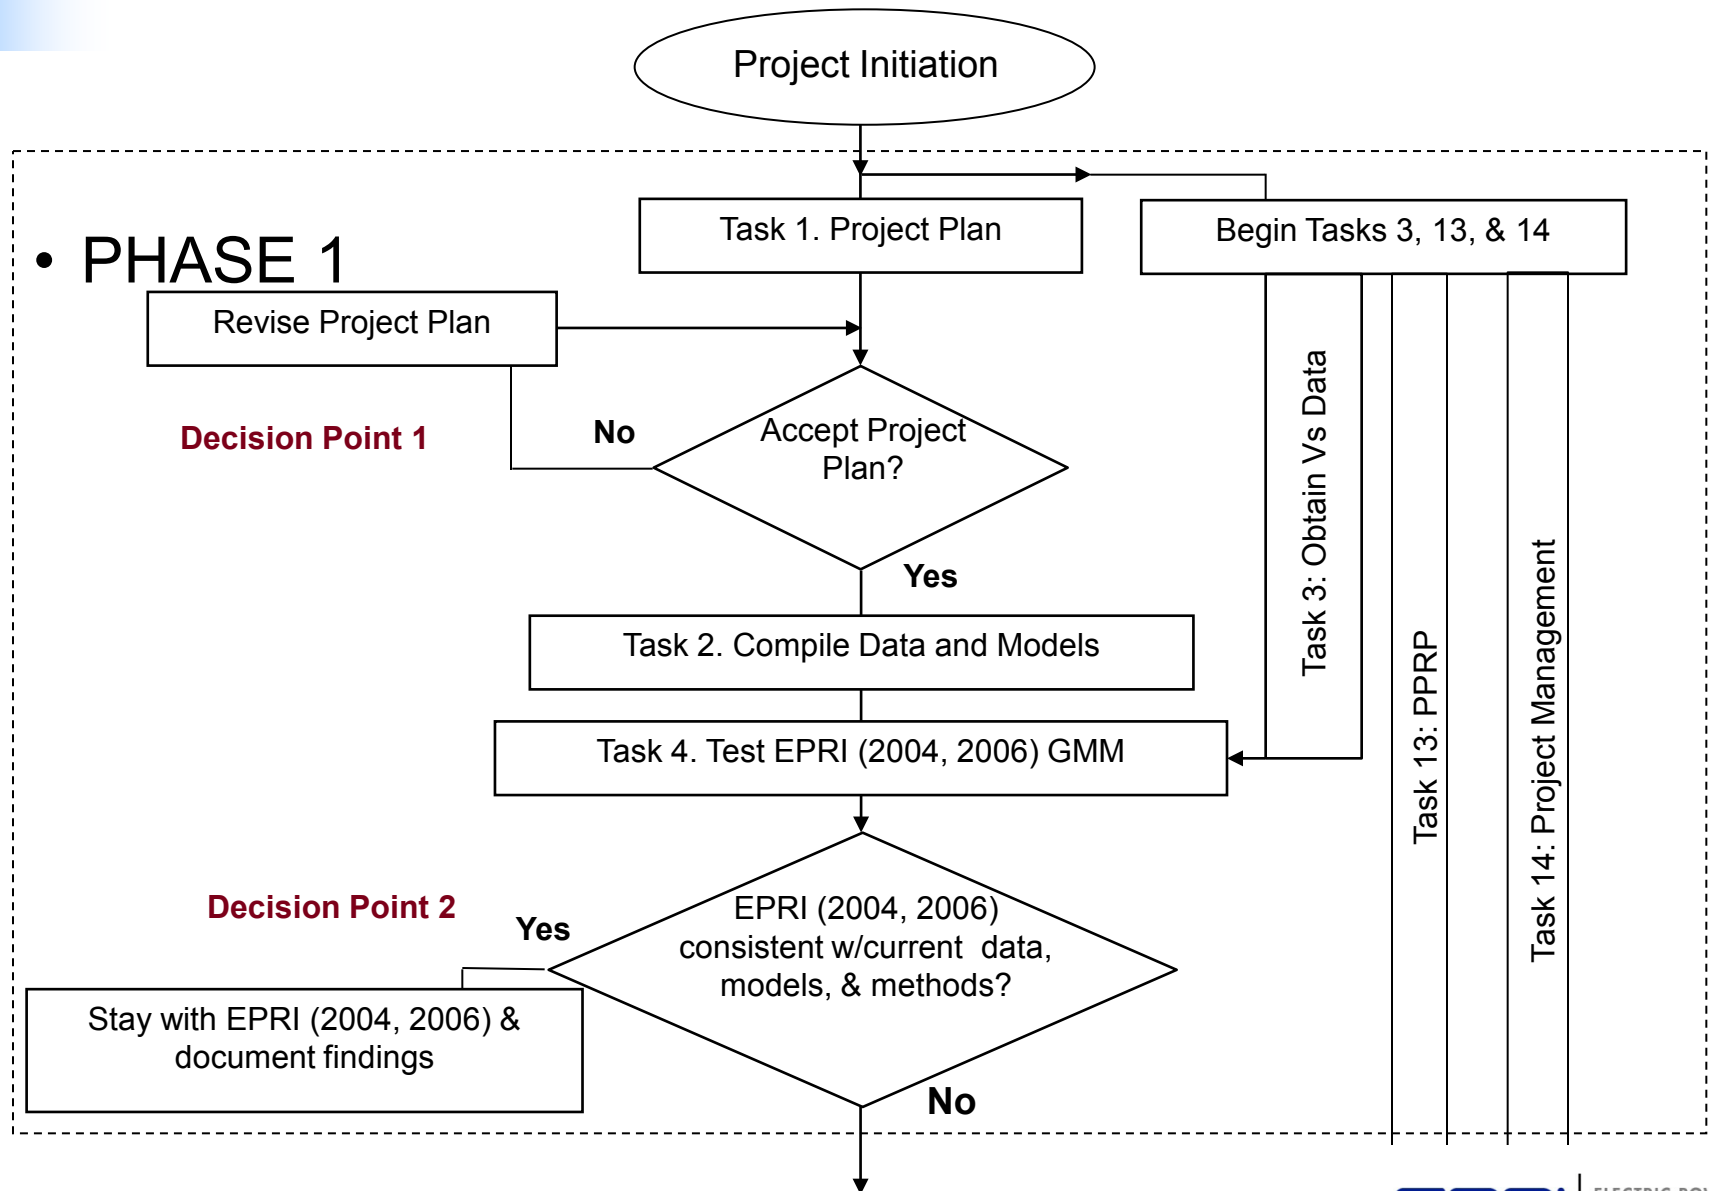 Project Initiation
Task 1. Project Plan
Begin Tasks 3, 13, & 14
• PHASE 1
Revise Project Plan
Decision Point 1
No
Accept Project
Plan?
Yes
Task 3: Obtain Vs Data
Task 13: PPRP
Task 14: Project Management
Task 2. Compile Data and Models
Task 4. Test EPRI (2004, 2006) GMM
Decision Point 2
Yes
EPRI (2004, 2006)
consistent w/current data,
models, & methods?
Stay with EPRI (2004, 2006) &
document findings
No